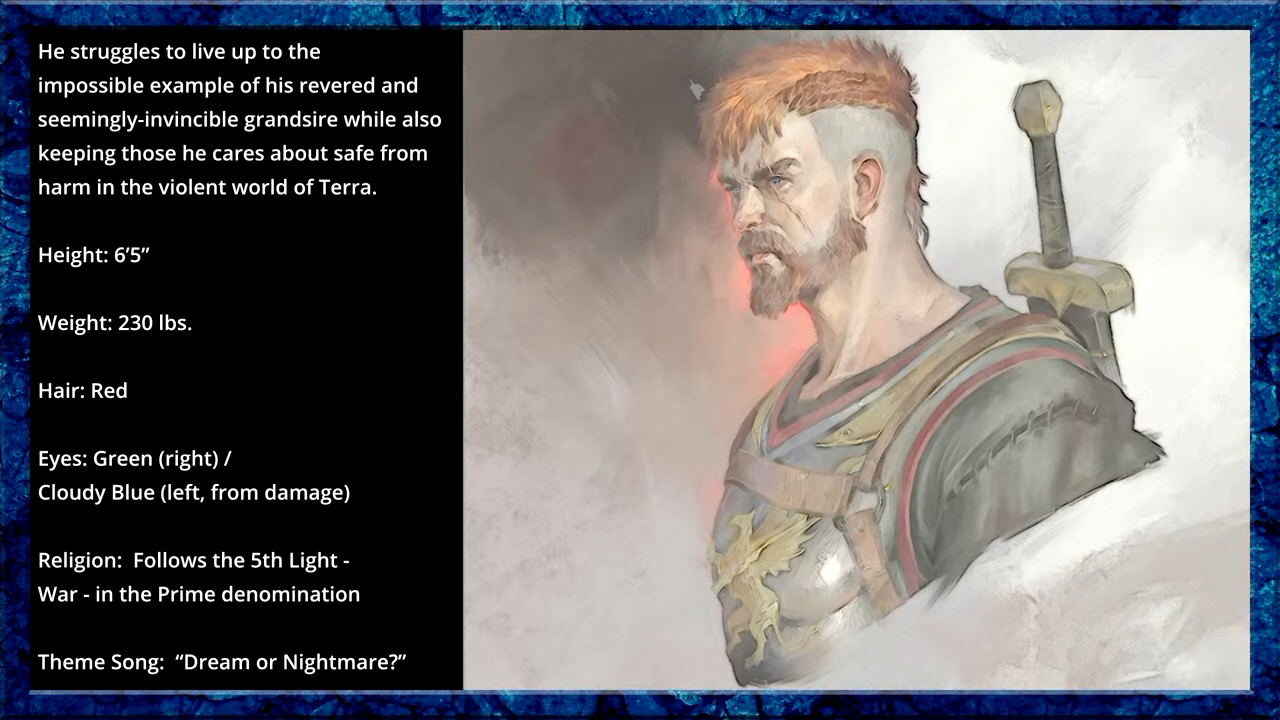 He struggles to live up to the
impossible example of his revered and
seemingly-invincible grandsire while also
keeping those he cares about safe from
harm in the violent world of Terra.
Height: 6’5”
Weight: 230 lbs.
Hair: Red
Eyes: Green (right) /
Cloudy Blue (left, from damage)
Religion:  Follows the 5th Light -
War - in the Prime denomination
Theme Song:  “Dream or Nightmare?”